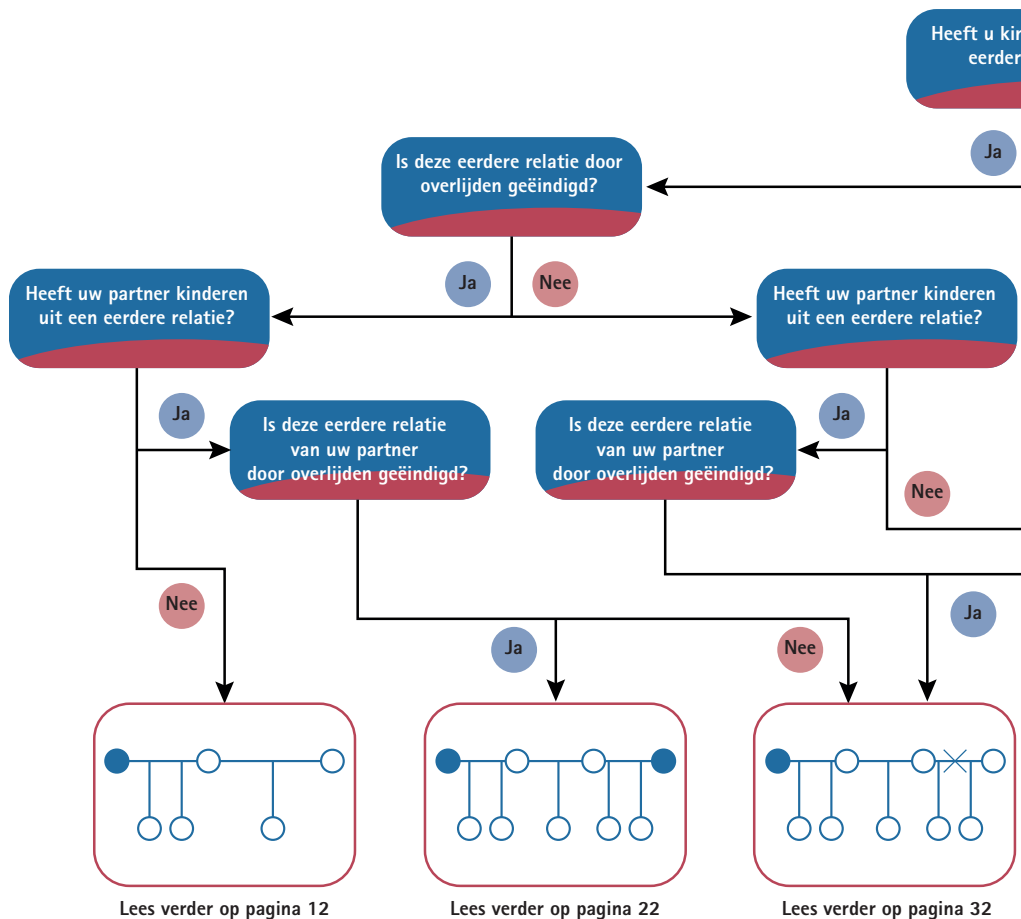 Heeft u
eerder
Ja
Is deze eerdere relatie door
overlijden geëindigd?
Ja
Nee
Heeft uw partner kinderen
uit een eerdere relatie?
Heeft uw partner kinderen
uit een eerdere relatie?
Ja
Is deze eerdere relatie
van uw partner
door overlijden geëindigd?
Is deze eerdere relatie
van uw partner
door overlijden geëindigd?
Ja
Nee
Nee
Ja
Nee
Ja
Lees verder op pagina 12
Lees verder op pagina 22
Lees verder op pagina 32